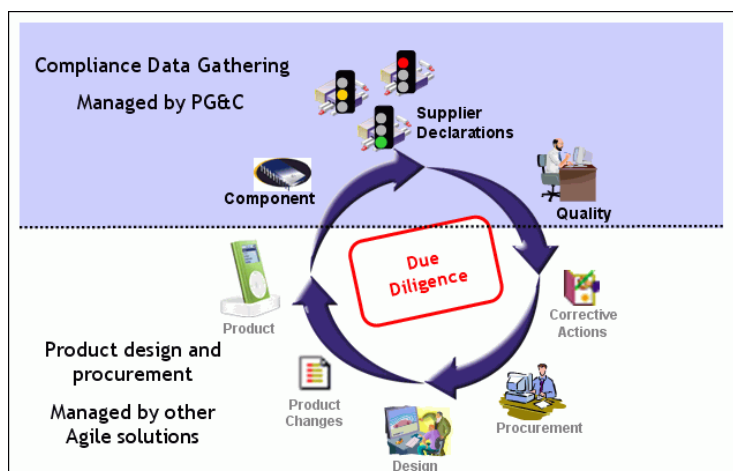 Compliance Data Gathering
Managed by PG&C
Supplier
Declarations
Component
Quality
Due
Diligence
Product
Corrective
Actions
Product design and
procurement
Managed by other
Agile solutions
Product
Changes
Procurement
Design